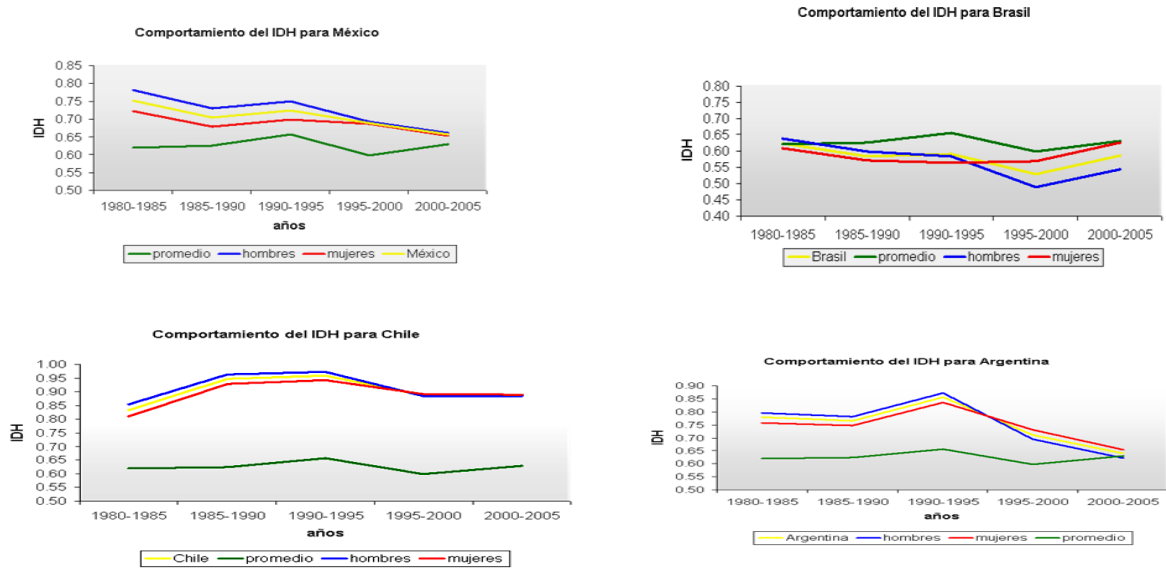 Comportamiento del IDH para México
IDH
0.85
0.80
0.75
0.70
0.65
0.60
0.55
0.50
1980-1985 1985-1990 1990-1995 1995-2000 2000-2005
años
promedio hombres mujeres México
Comportamiento del IDH para Brasil
IDH
0.80
0.75
0.70
0.65
0.60
0.55
0.50
0.45
0.40
1980-1985 1985-1990 1990-1995 1995-2000 2000-2005
Brasil promedio hombres mujeres
Comportamiento del IDH para Chile
IDH
1.00
0.95
0.90
0.85
0.80
0.75
0.70
0.65
0.60
0.55
0.50
1980-1985 1985-1990 1990-1995 1995-2000 2000-2005
años
Chile promedio hombres mujeres
Comportamiento del IDH para Argentina
IDH
0.90
0.85
0.80
0.75
0.70
0.65
0.60
0.55
0.50
1980-1985 1985-1990 1990-1995 1995-2000 2000-2005
años
Argentina hombres mujeres promedio